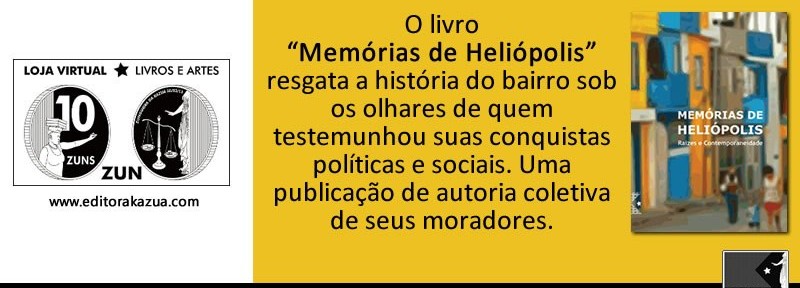 LOJA VIRTUAL ★ LIVROS E ARTES
10
ZUNS
ZUN
www.editorakazua.com
O livro
“Memórias de Heliópolis”
resgata a história do bairro sob
os olhares de quem
testemunhou suas conquistas
políticas e sociais. Uma
publicação de autoria coletiva
de seus moradores.
MEMÓRIAS DE
HELIÓPOLIS
Raízes e Contemporaneidade